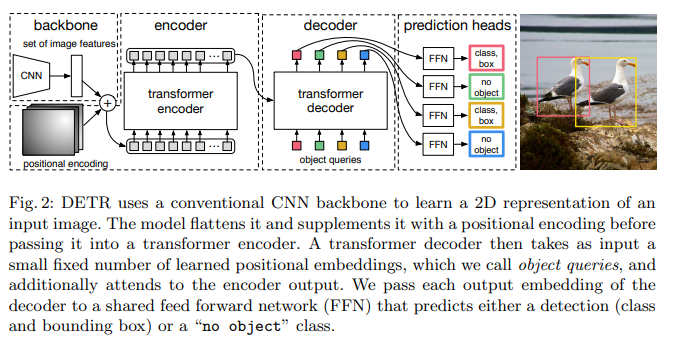 backbone
encoder
decoder
prediction heads
set of image features
CNN
+
positional encoding
...
transformer
encoder
...
transformer
decoder
object queries
FFN
class,
box
FFN
no
object
FFN
class,
box
FFN
no
object
Fig. 2: DETR uses a conventional CNN backbone to learn a 2D representation of an
input image. The model flattens it and supplements it with a positional encoding before
passing it into a transformer encoder. A transformer decoder then takes as input a
small fixed number of learned positional embeddings, which we call object queries, and
additionally attends to the encoder output. We pass each output embedding of the
decoder to a shared feed forward network (FFN) that predicts either a detection (class
and bounding box) or a “no object” class.